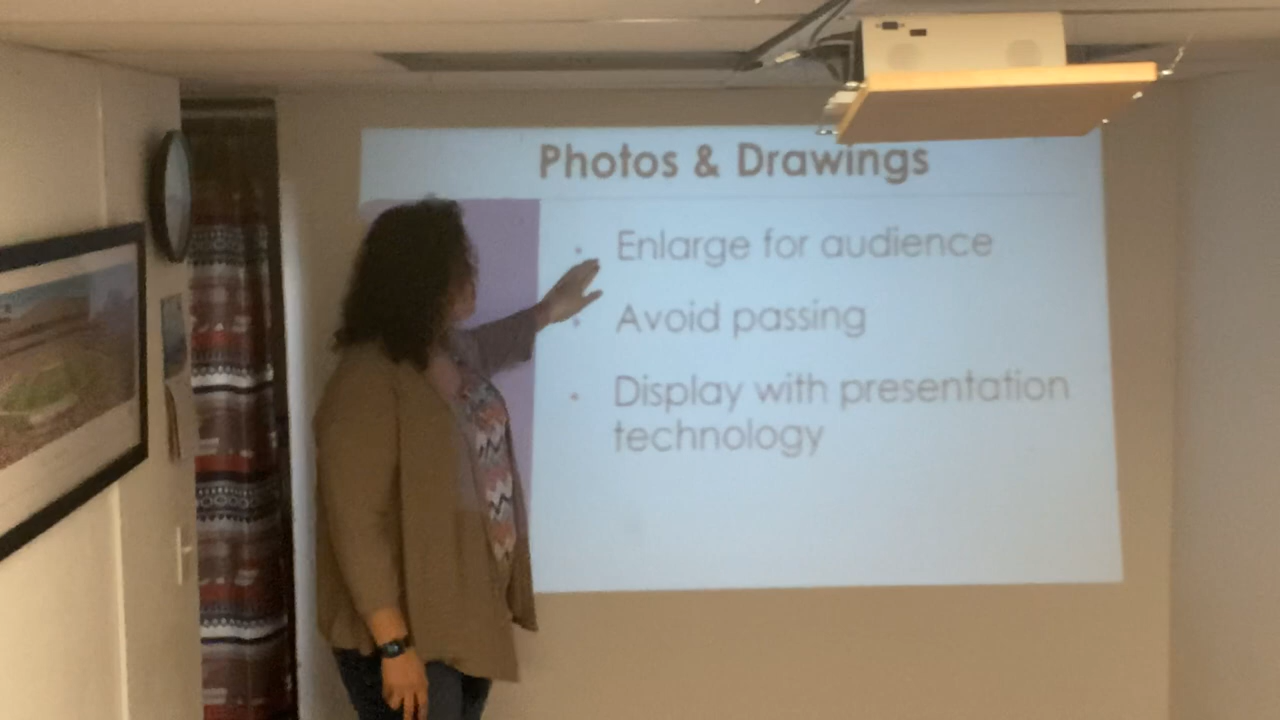 Photos & Drawings
• Enlarge for audience
• Avoid passing
• Display with presentation
technology